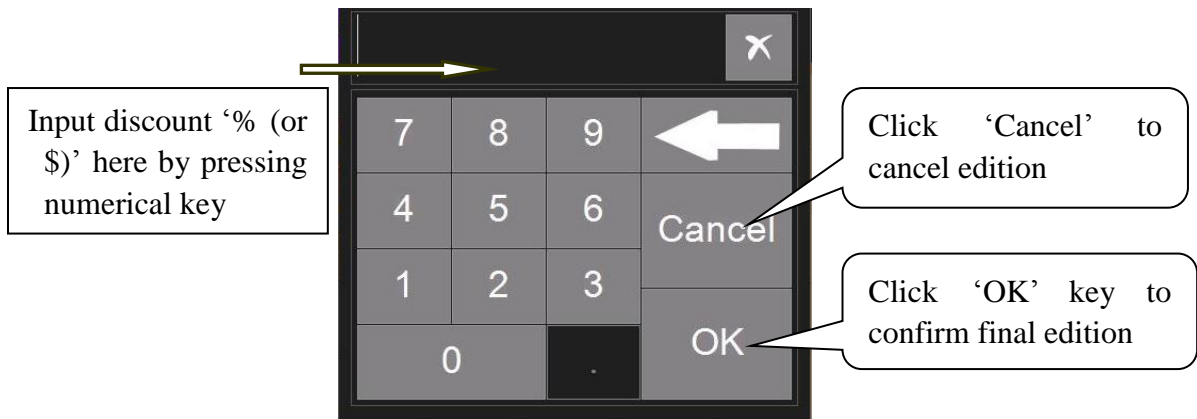 Input discount ‘% (or
$)’ here by pressing
numerical key
7 8 9
4 5 6
Cancel
1 2 3
OK
0 .
Click ‘Cancel’ to
cancel edition
Click ‘OK’ key to
confirm final edition